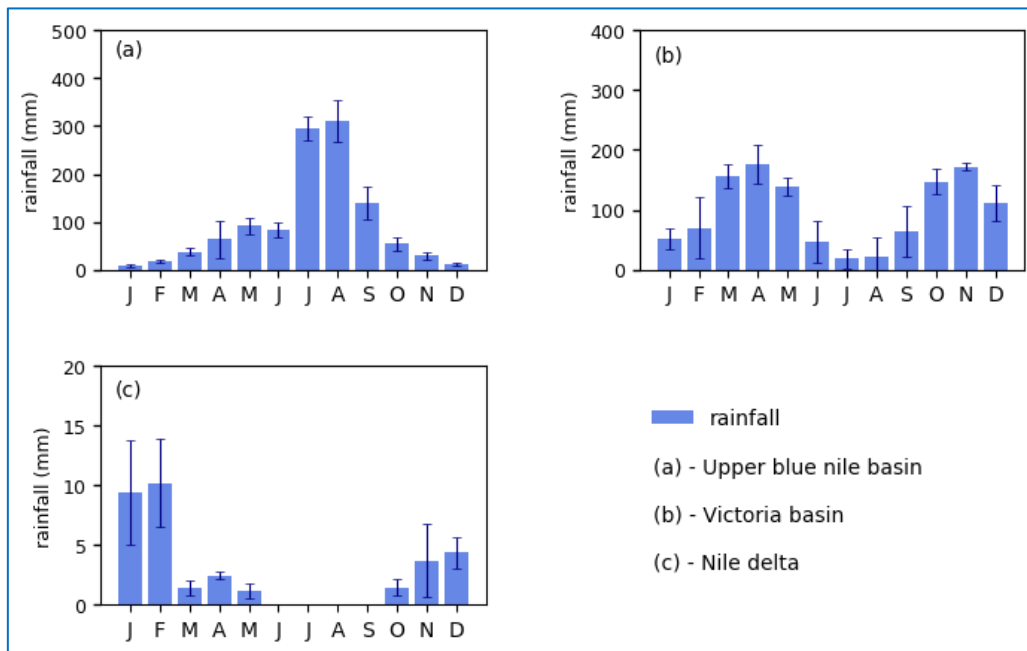 (a)
rainfall (mm)
500
400
300
200
100
0
J F M A M J J A S O N D
(b)
rainfall (mm)
400
300
200
100
0
J F M A M J J A S O N D
(c)
rainfall (mm)
20
15
10
5
0
J F M A M J J A S O N D
rainfall
(a) - Upper blue nile basin
(b) - Victoria basin
(c) - Nile delta